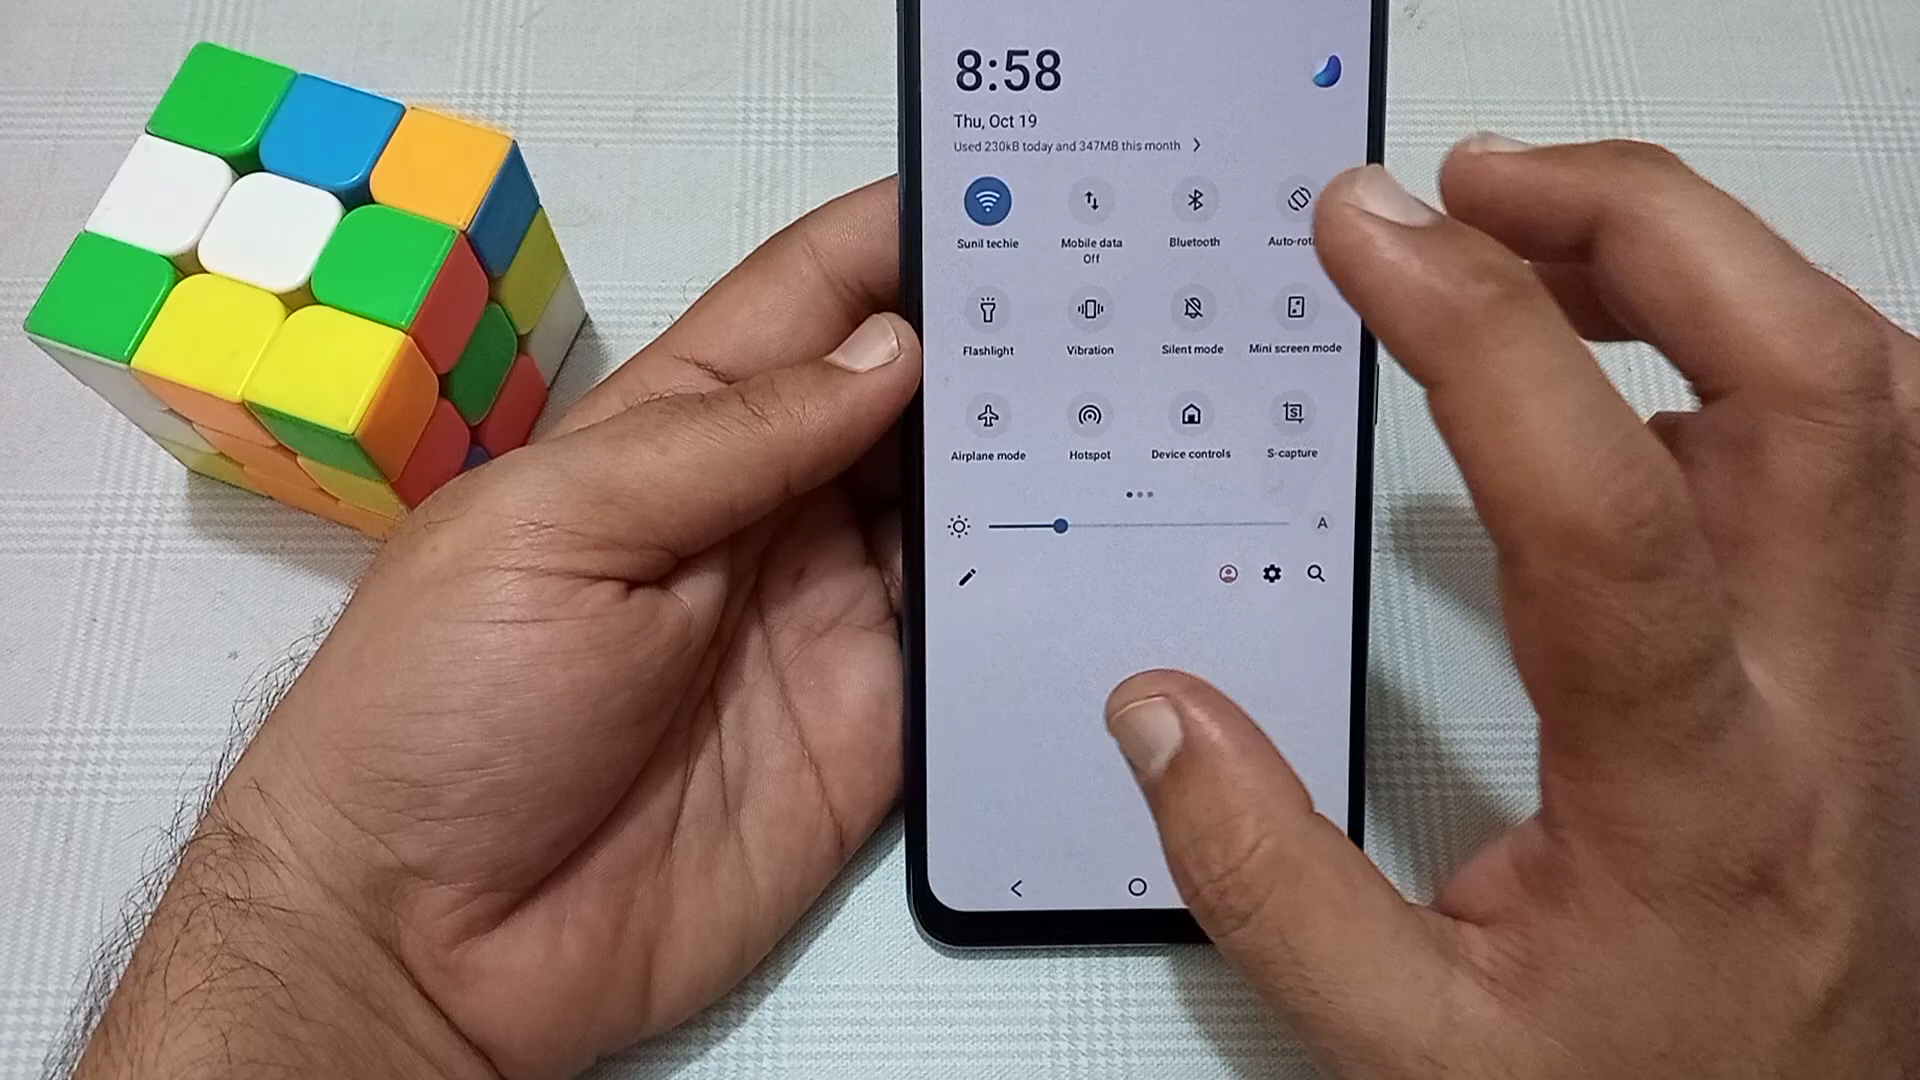 8:58
Thu, Oct 19
Used 230kB today and 347MB this month
Sunil techie
Mobile data
Off
Bluetooth
Flashlight
Vibration
Silent mode
Mini screen mode
Airplane mode
Hotspot
Device controls
S-capture
A